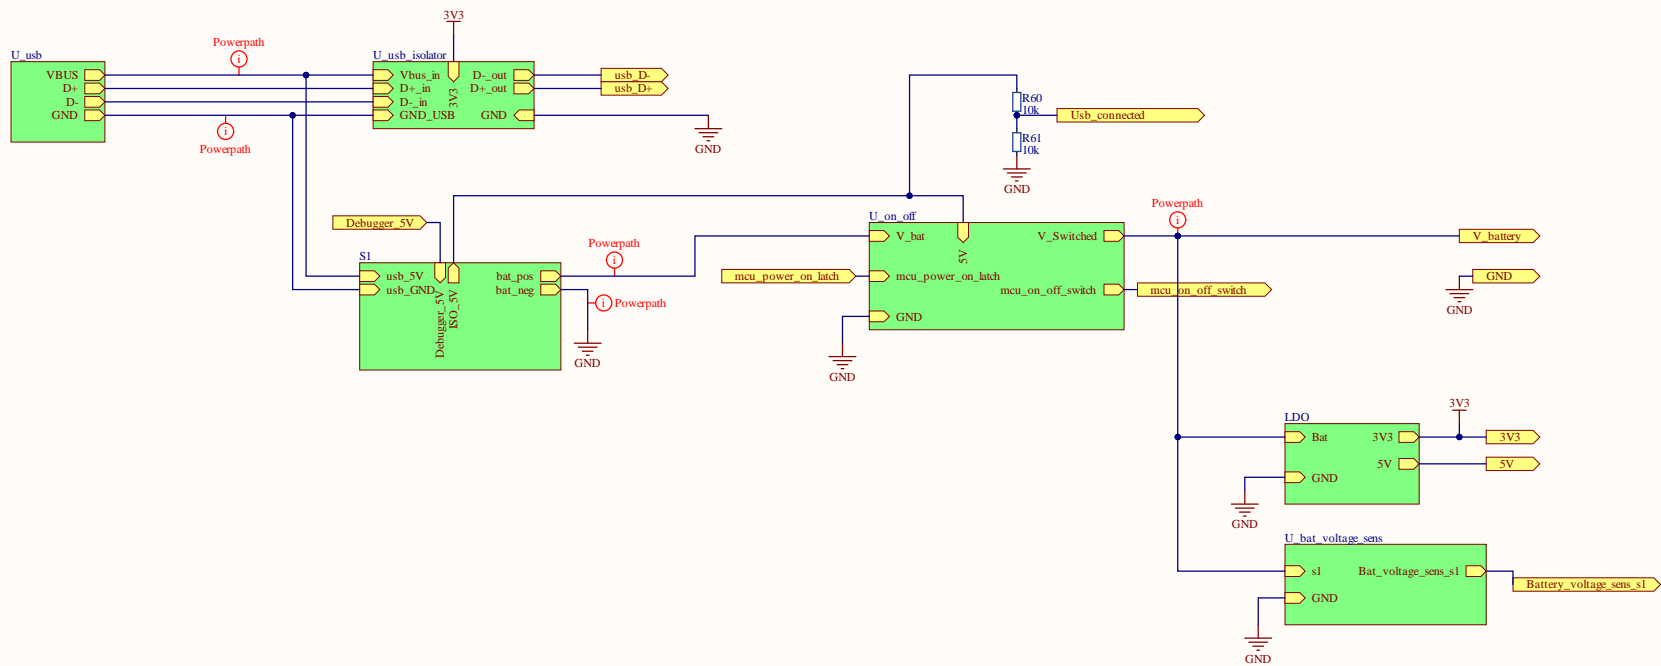 3V3
Powerpath
i
U_usb
VBUS
D+
D-
GND
Powerpath
i
U_usb_isolator
Vbus_in
D+_in
D-_in
GND_USB
3V3
D-_out
D+_out
GND
usb_D-
usb_D+
GND
R60
10k
Usb_connected
R61
10k
GND
Debugger_5V
S1
usb_5V
usb_GND
Debugger_5V
ISO_5V
bat_pos
bat_neg
Powerpath
i
i
Powerpath
GND
U_on_off
V_bat
5V
V_Switched
mcu_power_on_latch
mcu_power_on_latch
mcu_on_off_switch
mcu_on_off_switch
GND
GND
Powerpath
i
V_battery
GND
GND
3V3
LDO
Bat
3V3
3V3
5V
5V
GND
GND
U_bat_voltage_sens
s1
Bat_voltage_sens_s1
Battery_voltage_sens_s1
GND
GND